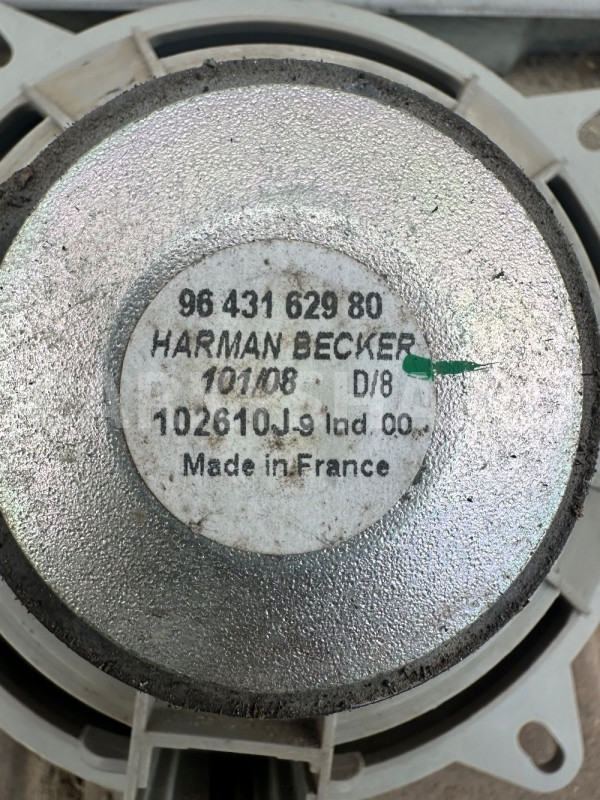 96 431 629 80
HARMAN BECKER
101/08 D/8
102610J-9 Ind. 00
Made in France